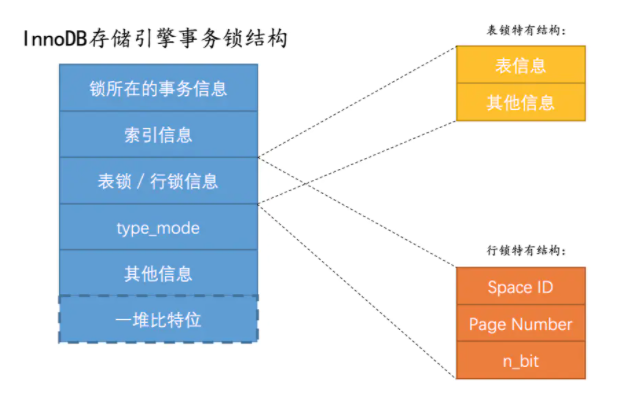 InnoDB存储引擎事务锁结构
锁所在的事务信息
索引信息
表锁 / 行锁信息
type_mode
其他信息
一堆比特位
表锁特有结构:
表信息
其他信息
行锁特有结构:
Space ID
Page Number
n_bit